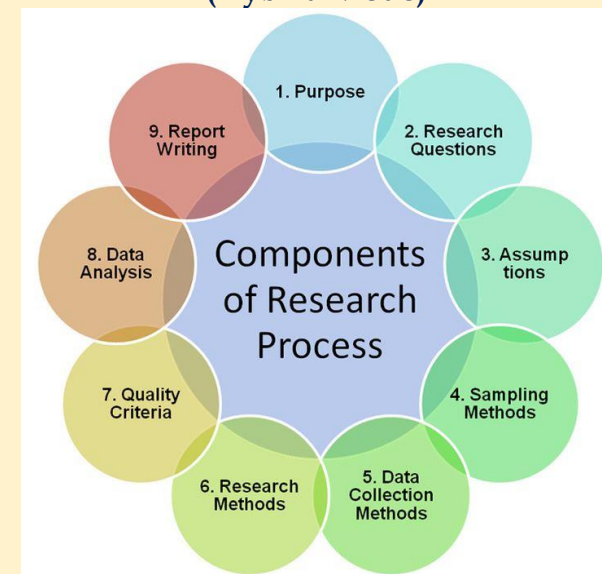 1. Purpose
2. Research
Questions
3. Assump
tions
4. Sampling
Methods
5. Data
Collection
Methods
6. Research
Methods
7. Quality
Criteria
8. Data
Analysis
9. Report
Writing
Components
of Research
Process